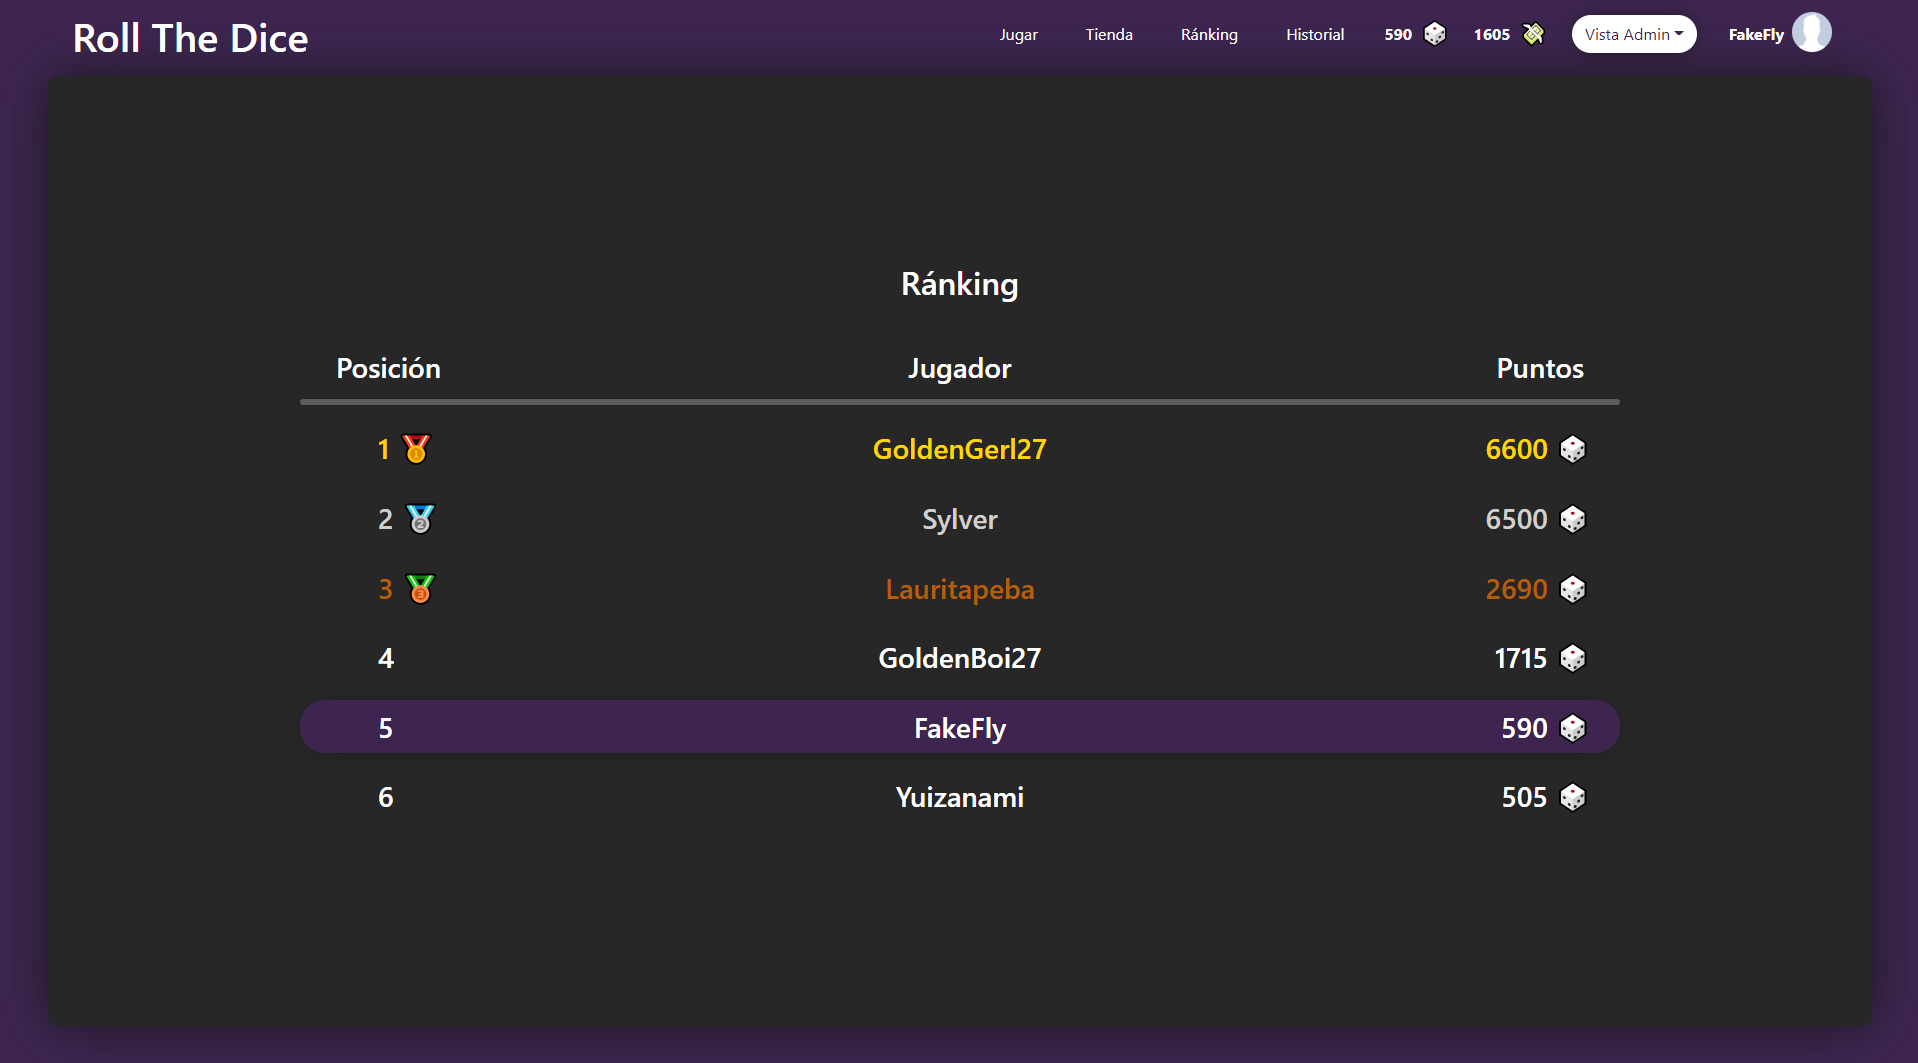 Roll The Dice
Jugar Tienda Ránking Historial 590 1605 Vista Admin FakeFly
Ránking
Posición Jugador Puntos
1 GoldenGerl27 6600
2 Sylver 6500
3 Lauritapeba 2690
4 GoldenBoi27 1715
5 FakeFly 590
6 Yuizanami 505